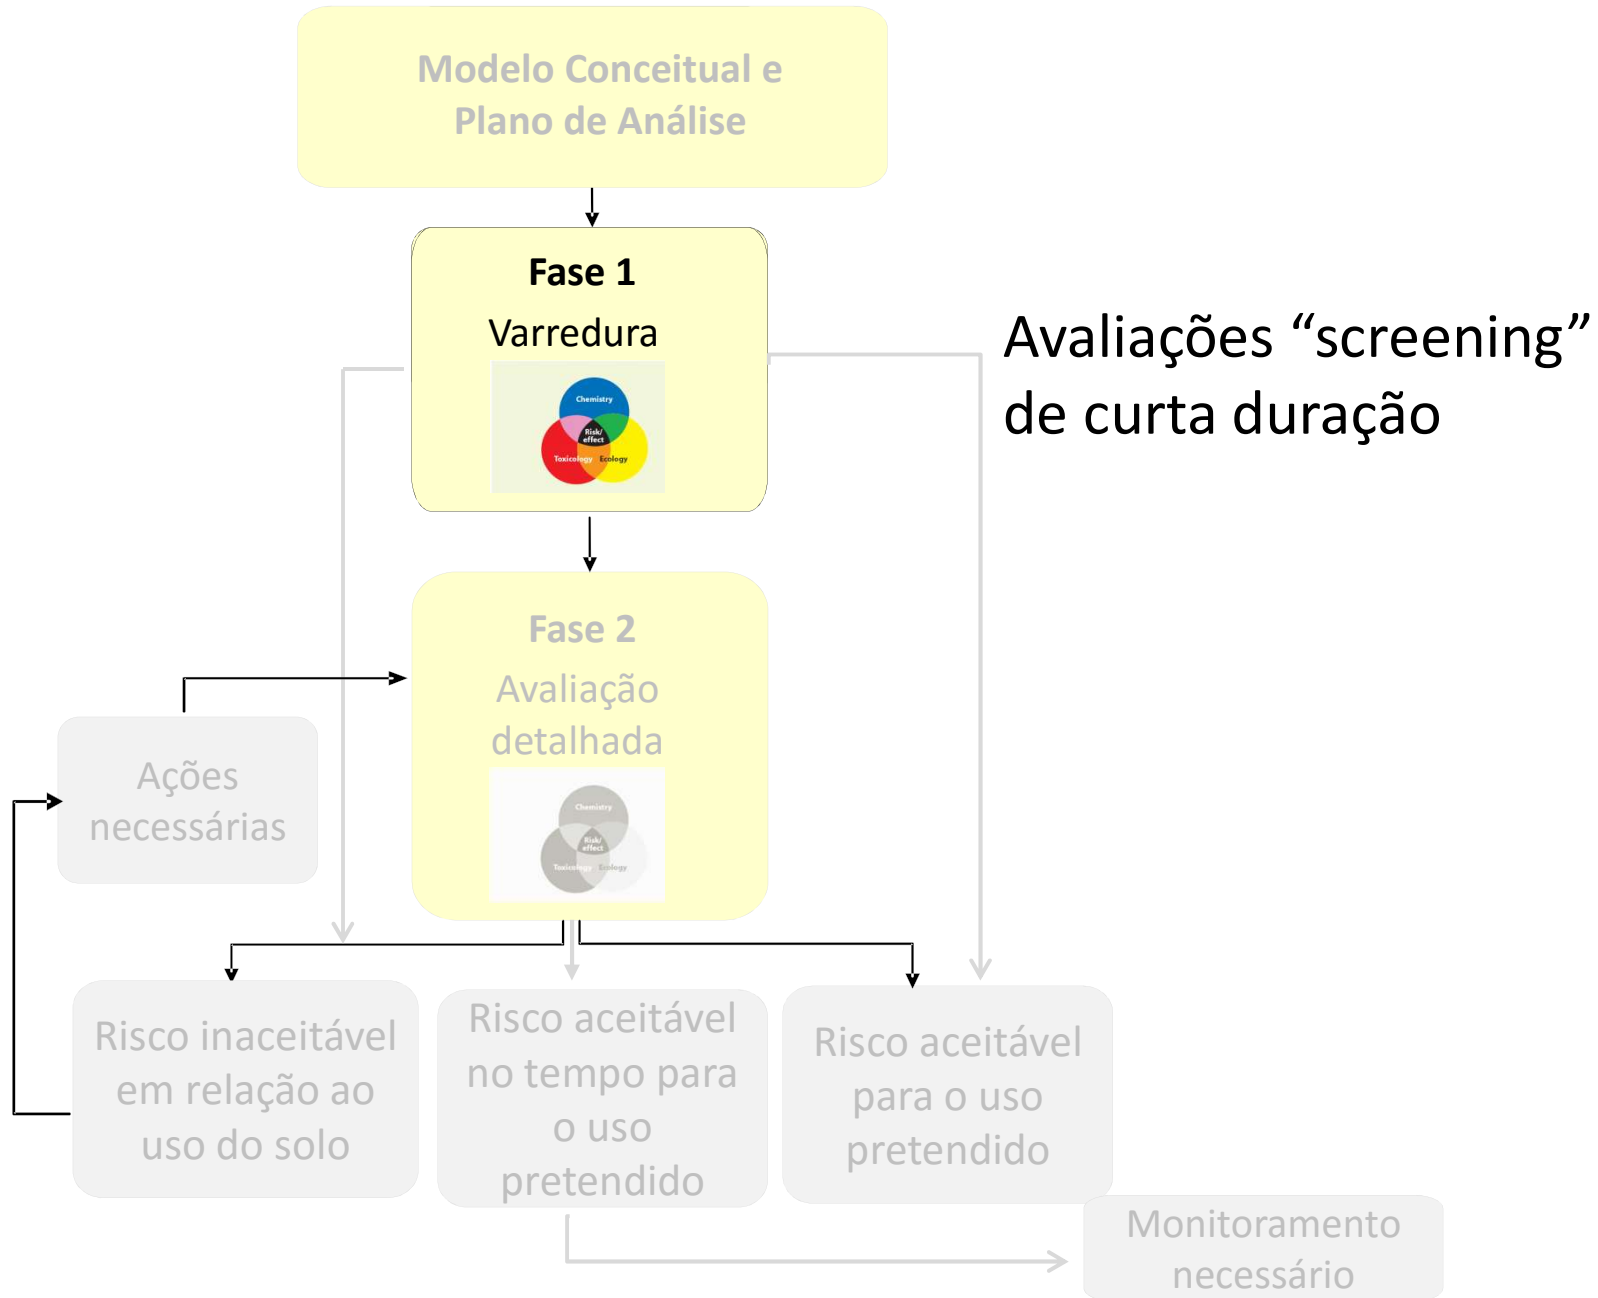 Modelo Conceitual e
Plano de Análise
Fase 1
Varredura
Chemistry
Risk/
effect
Toxicology Ecology
Avaliações “screening”
de curta duração
Fase 2
Avaliação
detalhada
Chemistry
Risk/
effect
Toxicology Ecology
Ações
necessárias
Risco inaceitável
em relação ao
uso do solo
Risco aceitável
no tempo para
o uso
pretendido
Risco aceitável
para o uso
pretendido
Monitoramento
necessário